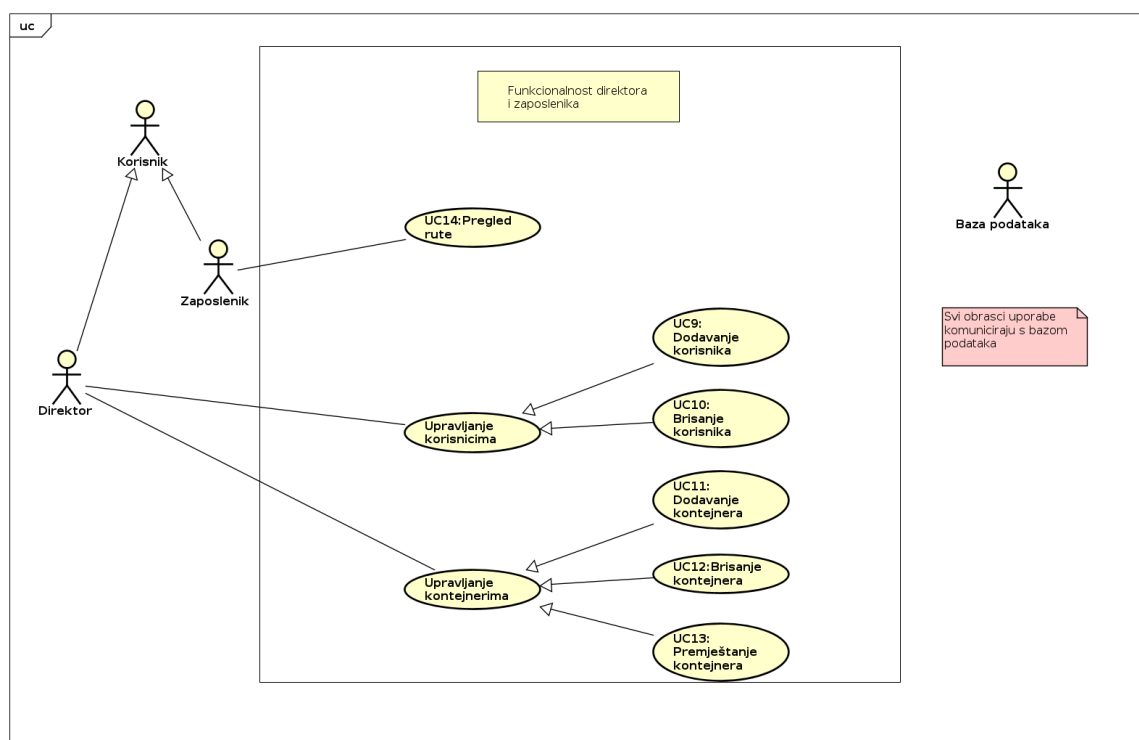 uc
Funkcionalnost direktora
i zaposlenika
Korisnik
Baza podataka
UC14:Pregled
rute
Zaposlenik
Svi obrasci uporabe
komuniciraju s bazom
podataka
UC9:
Dodavanje
korisnika
Direktor
UC10:
Brisanje
korisnika
Upravljanje
korisnicima
UC11:
Dodavanje
kontejnera
UC12:Brisanje
kontejnera
Upravljanje
kontejnerima
UC13:
Premještanje
kontejnera